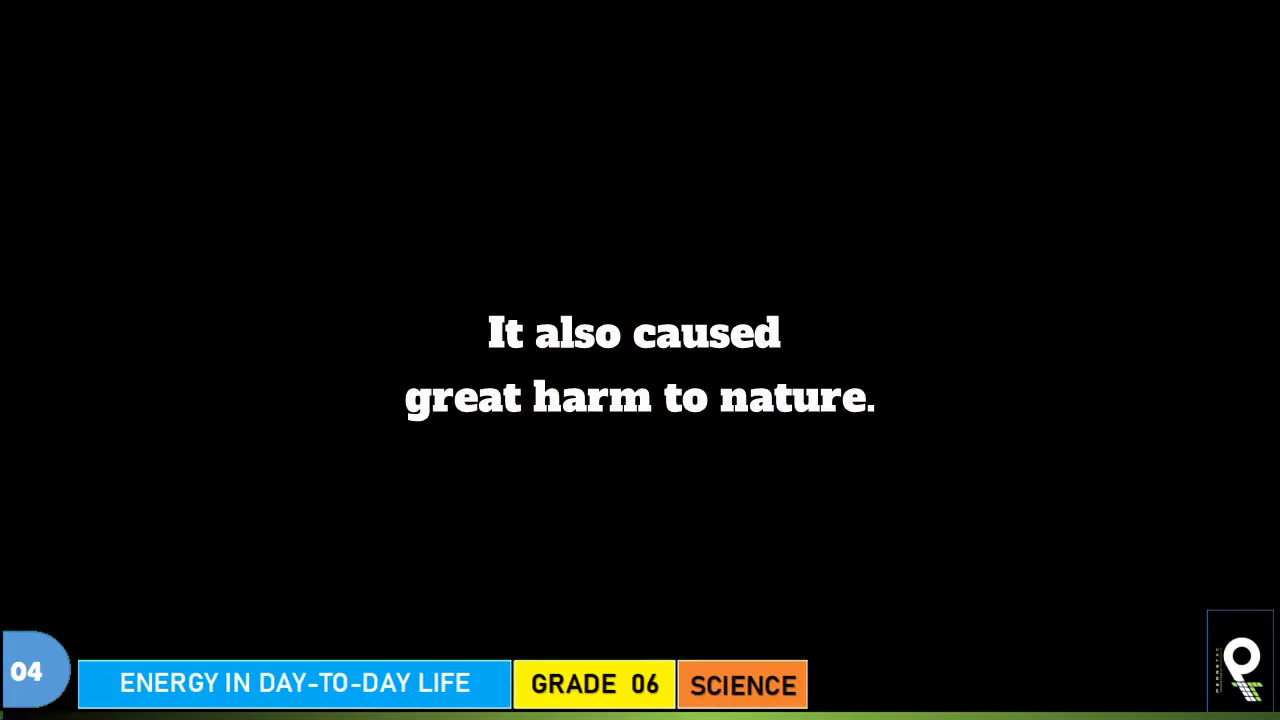 It also caused
great harm to nature.
04
ENERGY IN DAY-TO-DAY LIFE
GRADE 06
SCIENCE